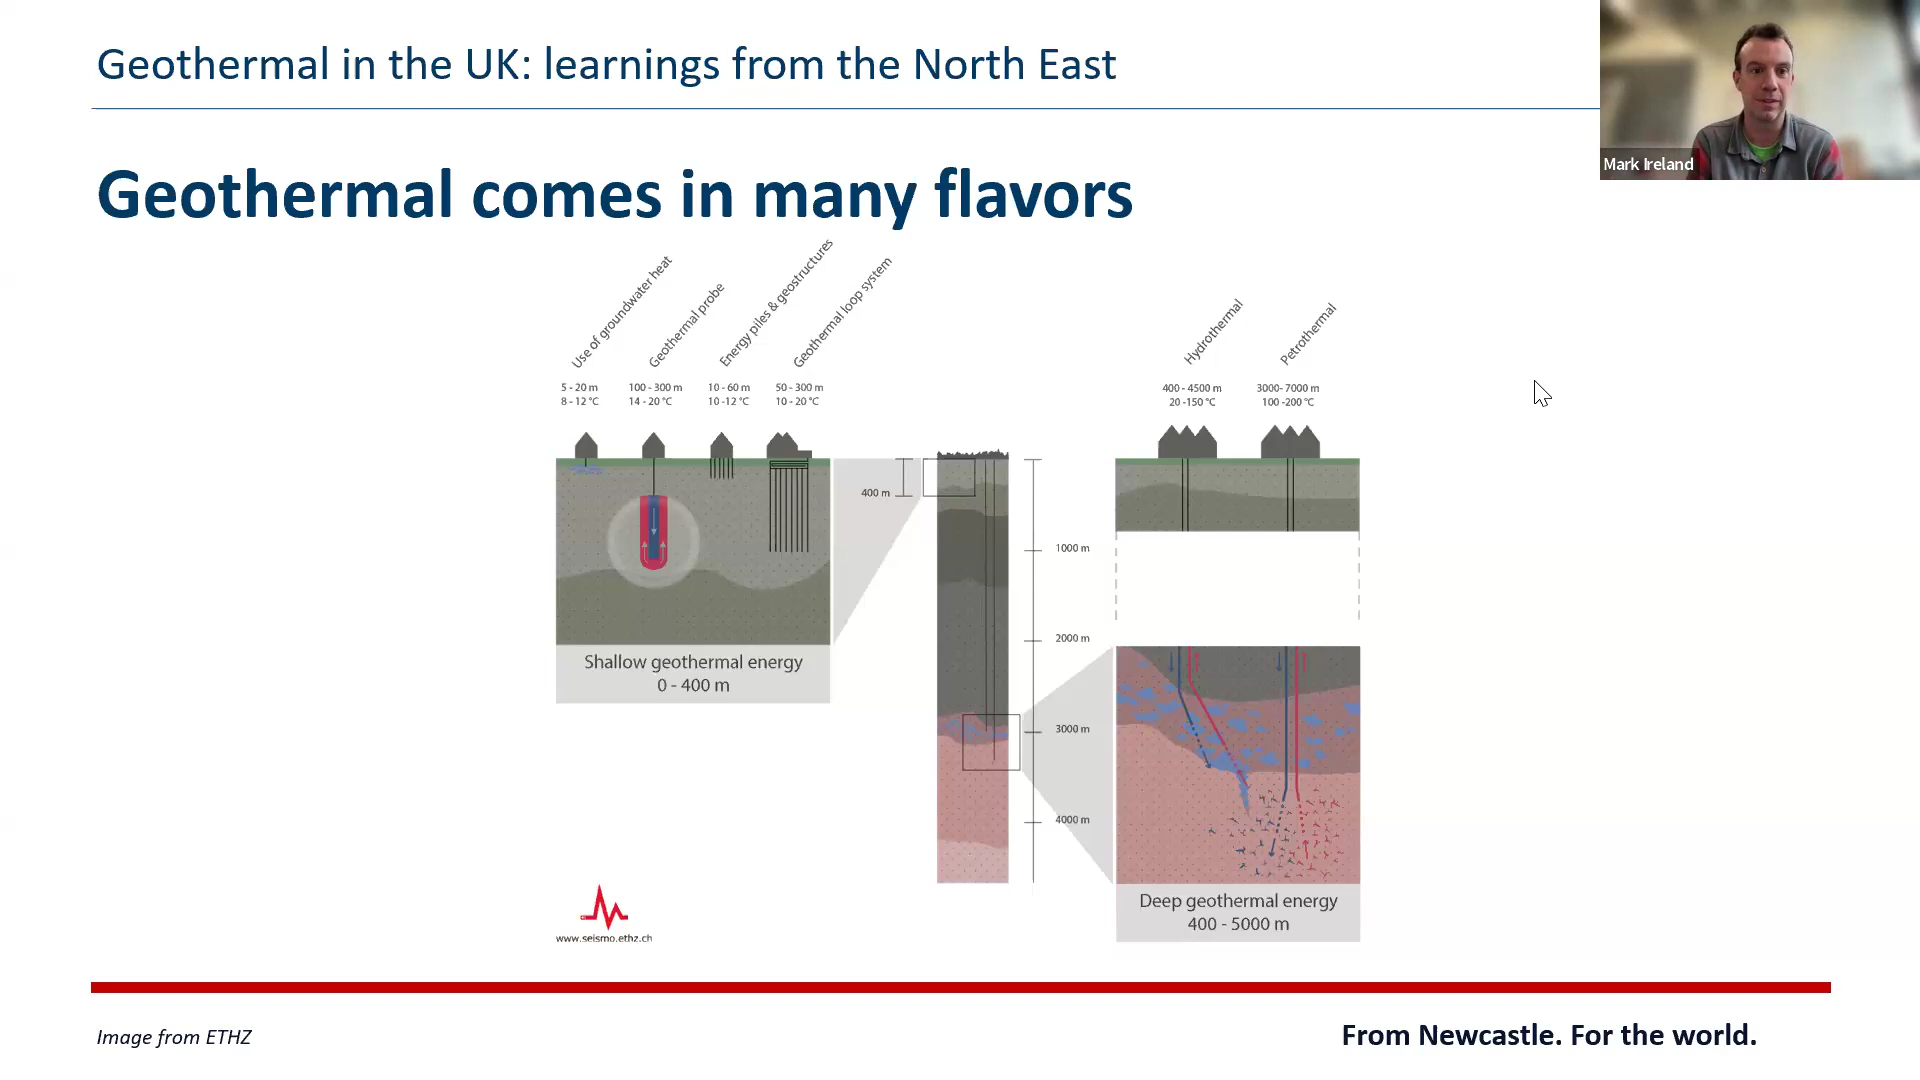 Geothermal in the UK: learnings from the North East
Mark Ireland
Geothermal comes in many flavors
Use of groundwater heat
Geothermal probe
Energy piles & geostructures
Geothermal loop system
5 - 20 m
8 - 12 °C
100 - 300 m
14 - 20 °C
10 - 60 m
10 -12 °C
50 - 300 m
10 - 20 °C
Hydrothermal
Petrothermal
400 - 4500 m
20 -150 °C
3000- 7000 m
100 -200 °C
400 m
1000 m
2000 m
3000 m
4000 m
Shallow geothermal energy
0 - 400 m
Deep geothermal energy
400 - 5000 m
www.seismo.ethz.ch
Image from ETHZ
From Newcastle. For the world.